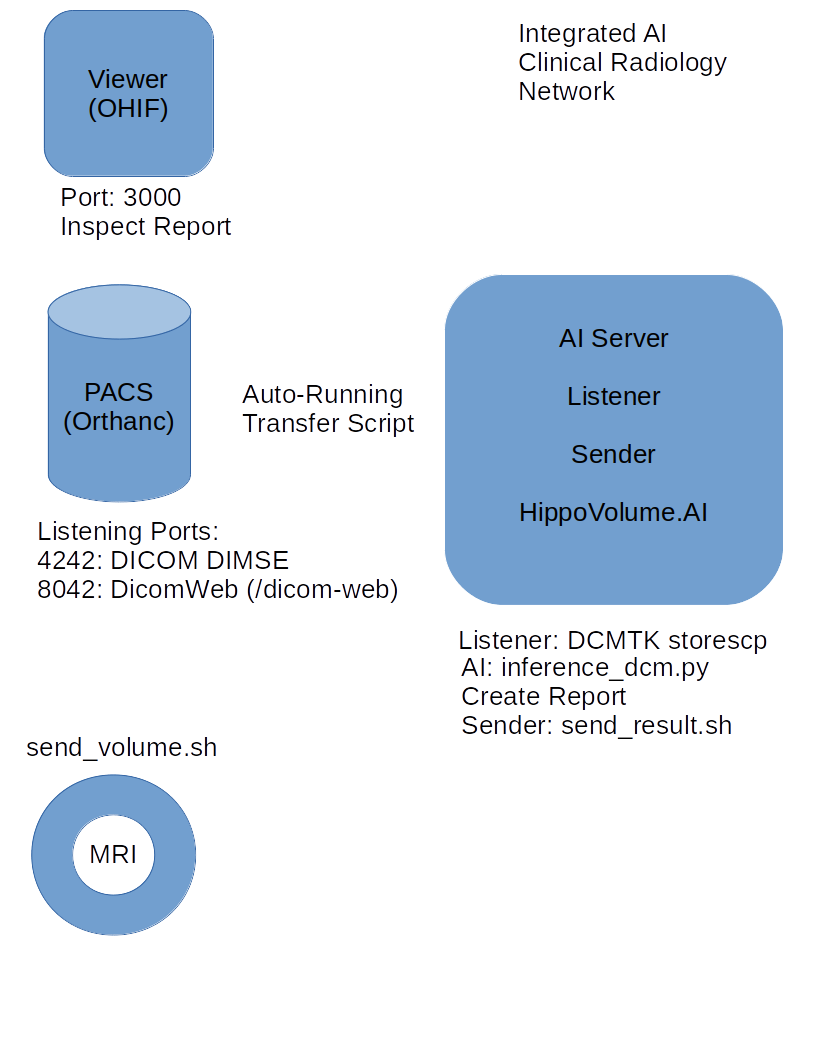 Viewer
(OHIF)
Port: 3000
Inspect Report
Integrated AI
Clinical Radiology
Network
PACS
(Orthanc)
Auto-Running
Transfer Script
Listening Ports:
4242: DICOM DIMSE
8042: DicomWeb (/dicom-web)
AI Server
Listener
Sender
HippoVolume.AI
Listener: DCMTK storescp
AI: inference_dcm.py
Create Report
Sender: send_result.sh
send_volume.sh
MRI